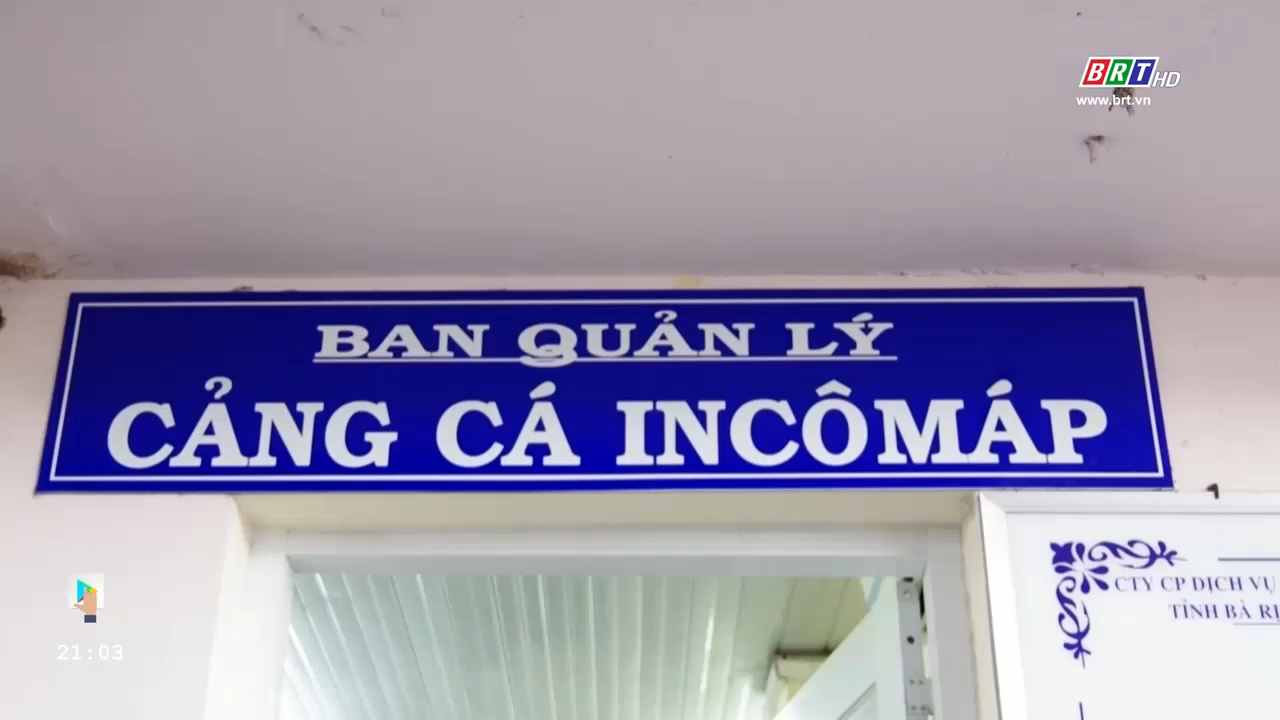 BRT HD
www.brt.vn
BAN QUẢN LÝ
CẢNG CÁ INCÔMÁP
CTY CP DỊCH VỤ
TỈNH BÀ
21:03